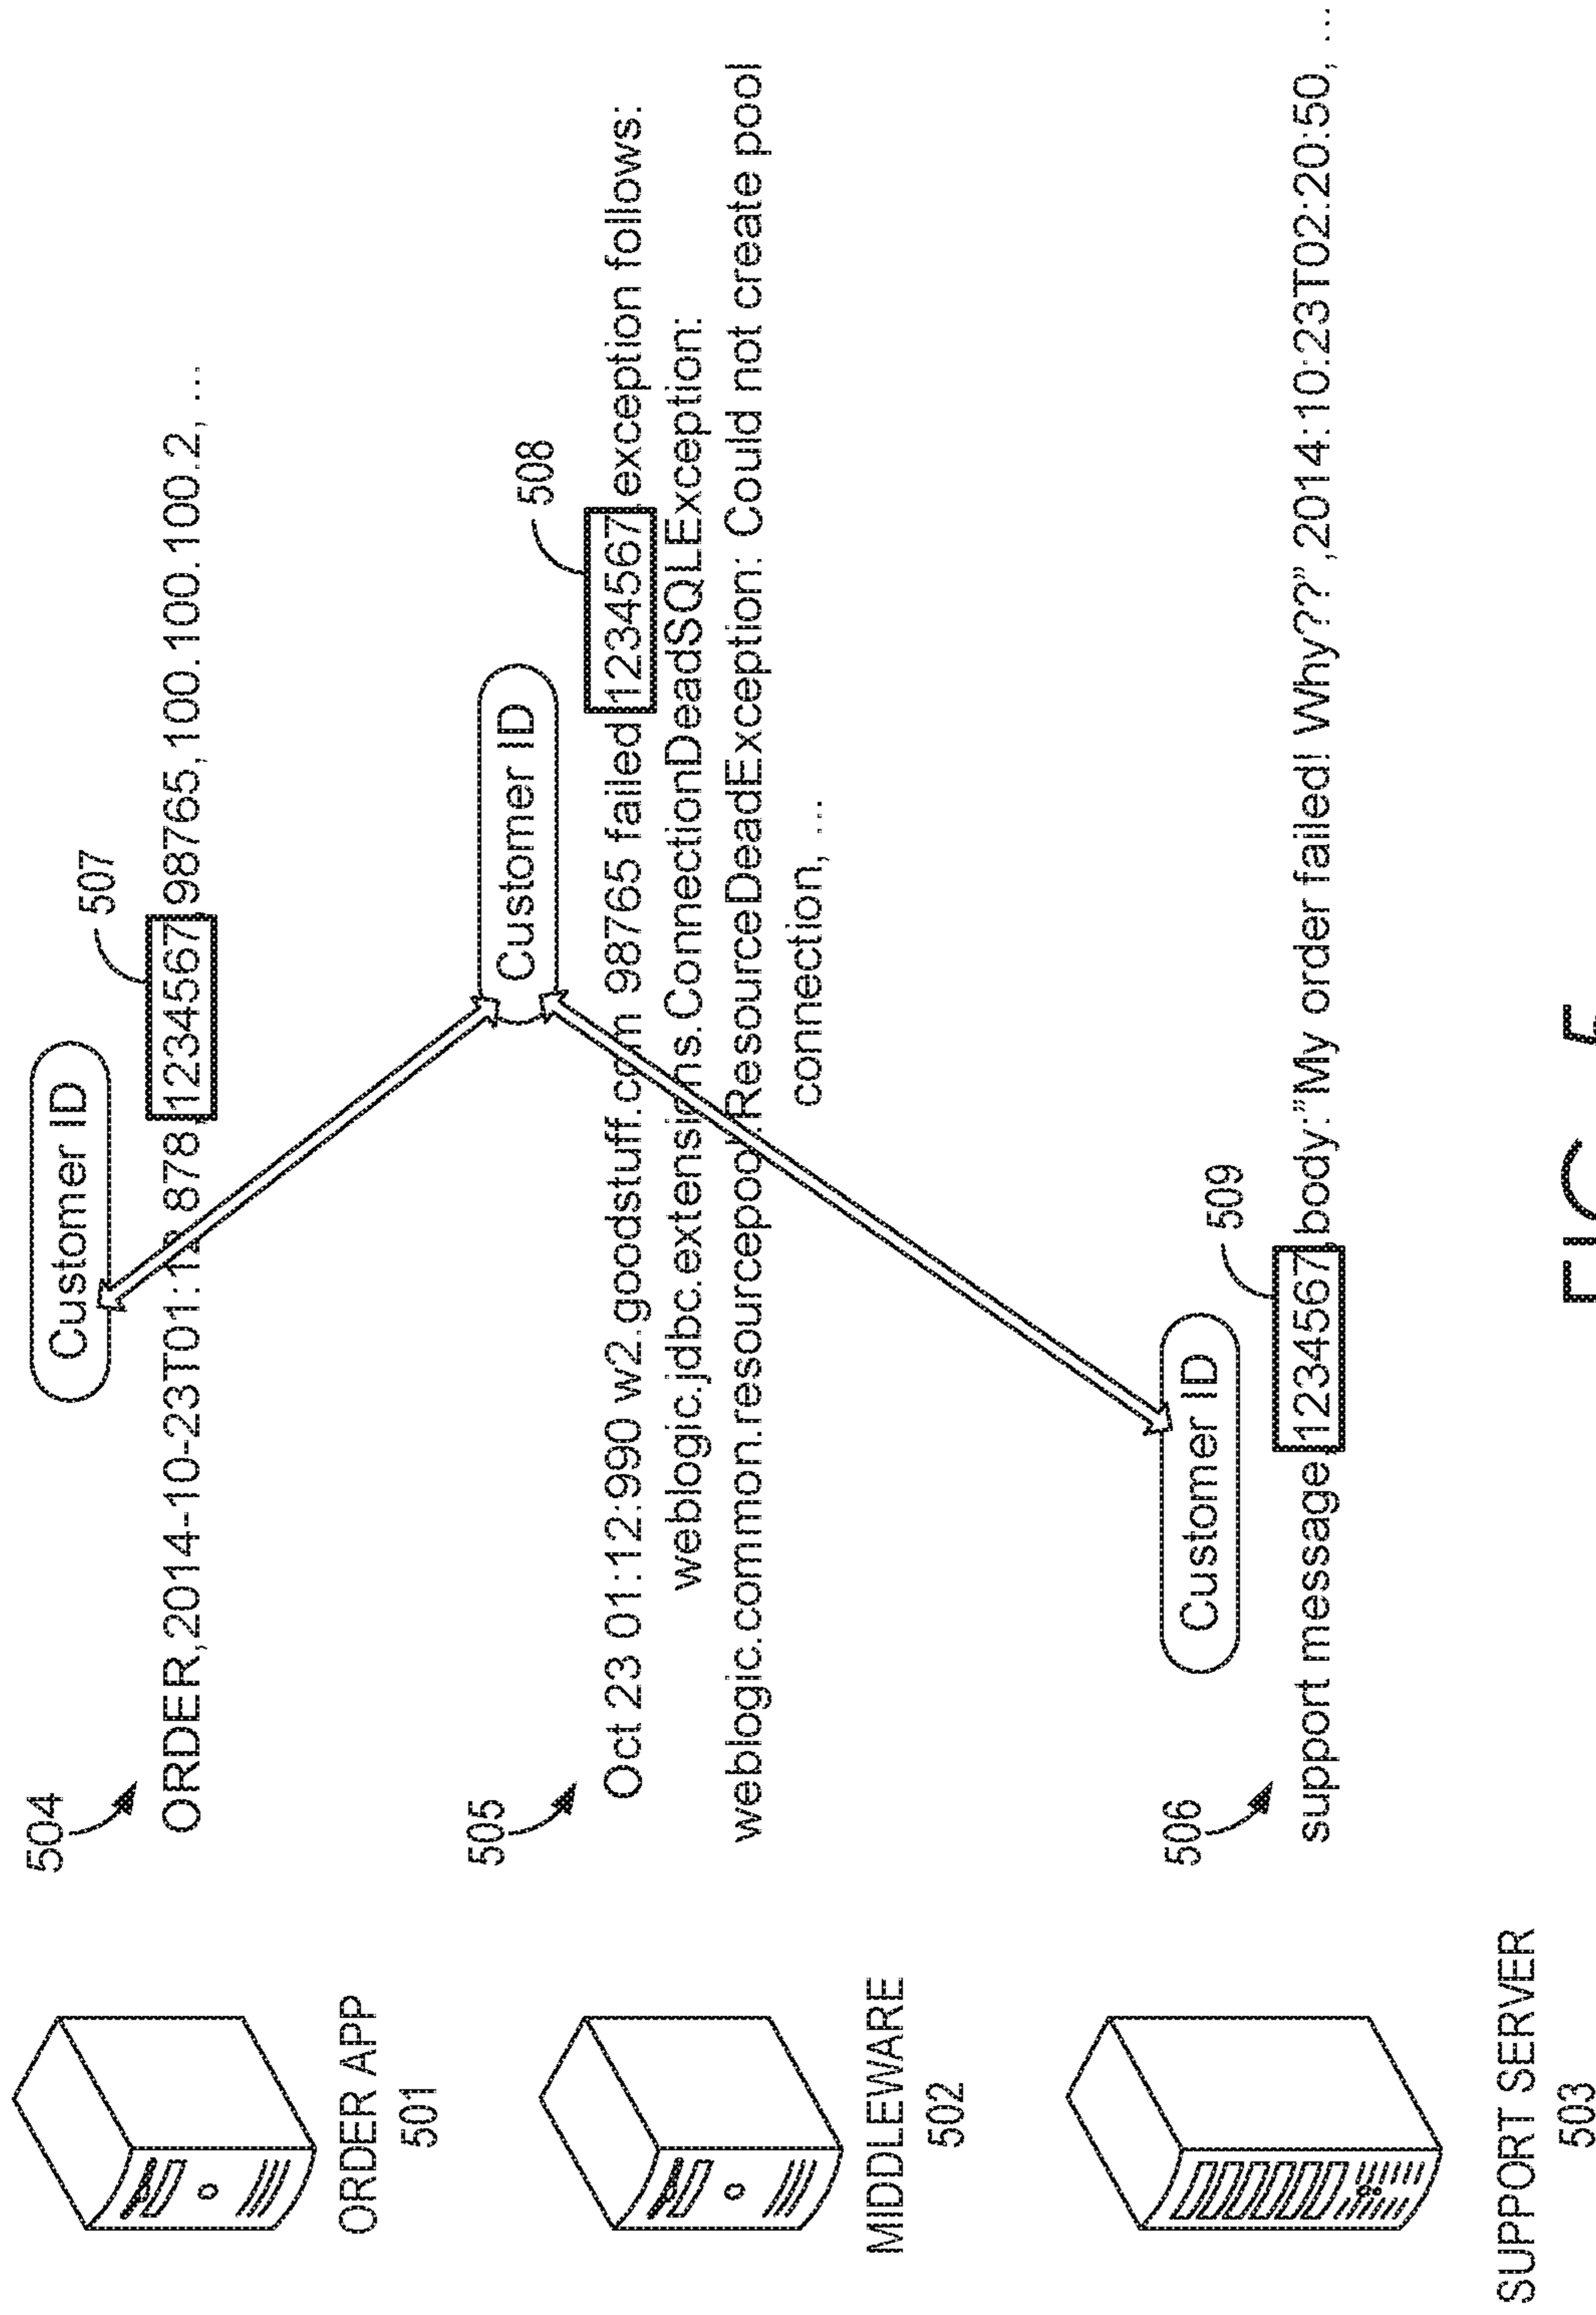 504
Customer ID
507
ORDER,2014-10-23T01:12 878,1234567,98765,100.100.100.2, ...
ORDER APP
501
505
Customer ID
508
Oct 23 01:12:990 w2.goodstuff.com 98765 failed 1234567,exception follows:
weblogic.jdbc.extensions.ConnectionDeadSQLException:
weblogic.common.resourcepool.ResourceDeadException: Could not create pool
connection, ...
MIDDLEWARE
502
506
Customer ID
509
support message,1234567,body:"My order failed! Why??",2014:10:23T02:20:50, ...
SUPPORT SERVER
503